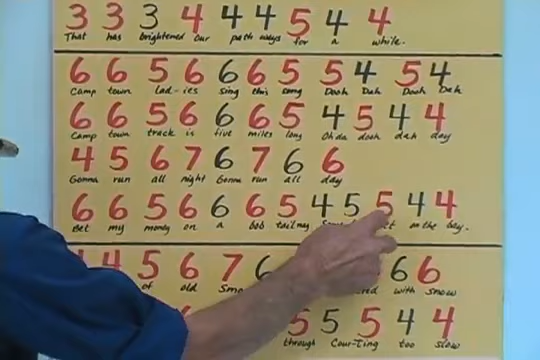 3 3 3 4 4 4 5 4 4
That has brightened our path ways for a while.
6 6 5 6 6 6 5 5 4 5 4
Camp town lad-ies sing this song Dooh Dah Dooh Dah
6 6 5 6 6 6 5 4 5 4 4
Camp town track is five miles long Oh da dooh dah day
4 5 6 7 6 7 6 6
Gonna run all night Gonna run all day
6 6 5 6 6 6 5 4 5 5 4 4
Bet my money on a bob tail nag on the bay.
4 5 6 7 6 6 6
of old with snow
5 5 5 4 4
through Cour-Ting too slow